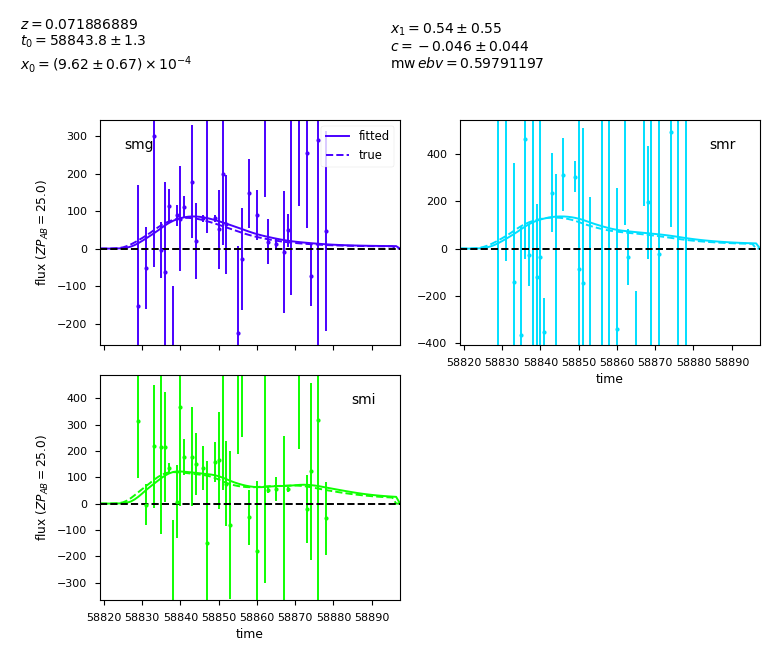 z = 0.071886889
t₀ = 58843.8 ± 1.3
x₀ = (9.62 ± 0.67) × 10⁻⁴
x₁ = 0.54 ± 0.55
c = −0.046 ± 0.044
mw ebv = 0.59791197
smg
fitted
true
300
200
100
0
−100
−200
flux (ZP_AB = 25.0)
smr
400
200
0
−200
−400
58820 58830 58840 58850 58860 58870 58880 58890
time
smi
400
300
200
100
0
−100
−200
−300
flux (ZP_AB = 25.0)
58820 58830 58840 58850 58860 58870 58880 58890
time